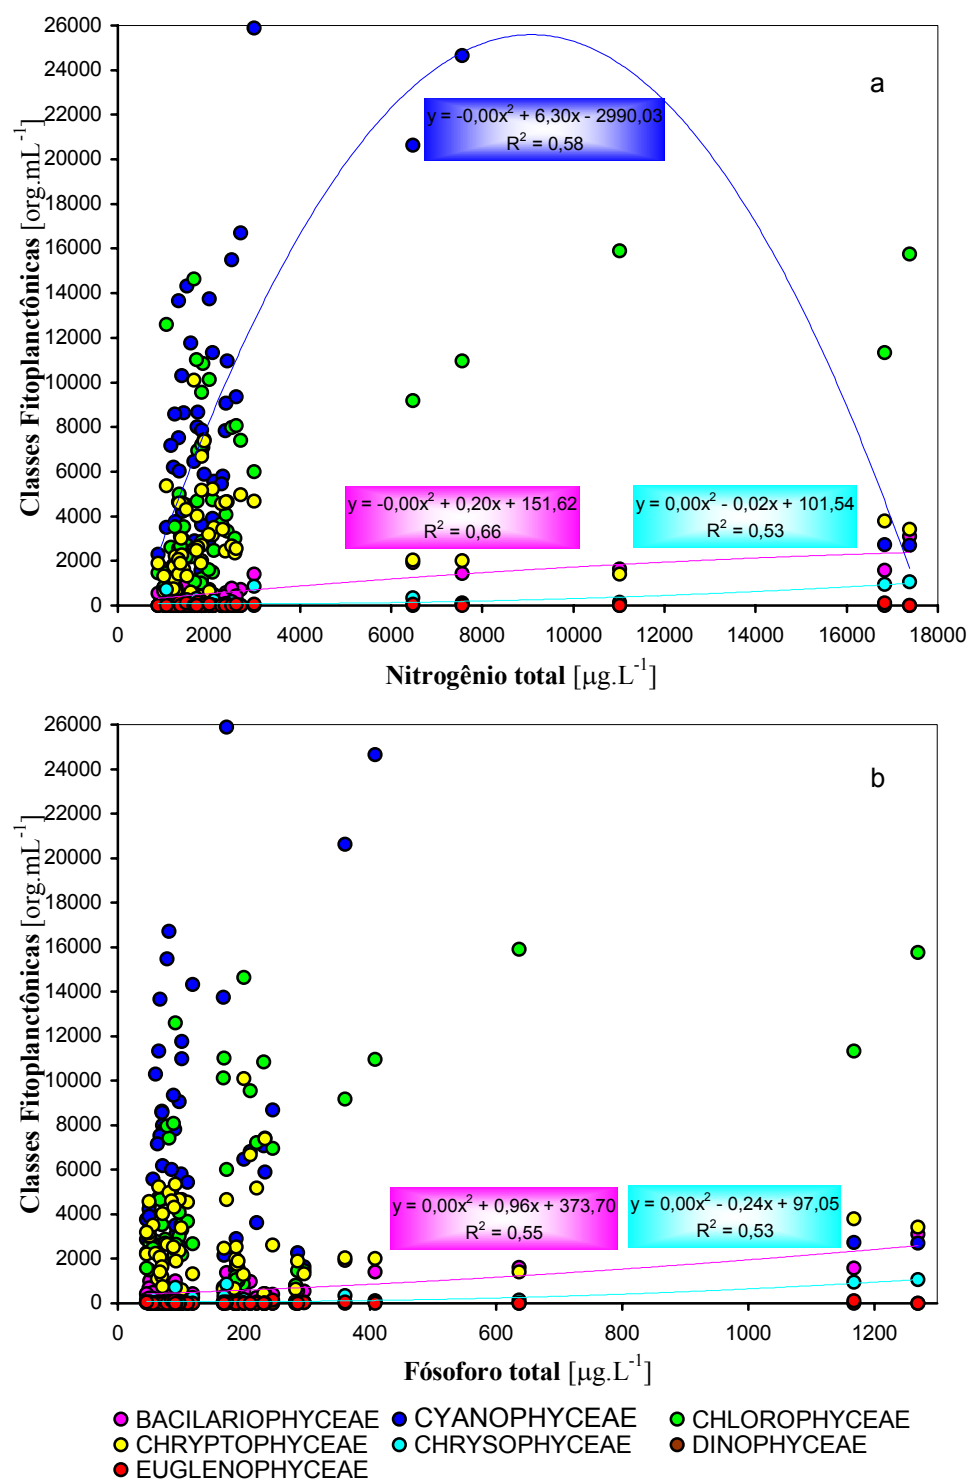 26000
24000
22000
20000
18000
16000
14000
12000
10000
8000
6000
4000
2000
0
Classes Fitoplanctônicas [org.mL⁻¹]
a
y = -0,00x² + 6,30x - 2990,03
R² = 0,58
y = -0,00x² + 0,20x + 151,62
R² = 0,66
y = 0,00x² - 0,02x + 101,54
R² = 0,53
0 2000 4000 6000 8000 10000 12000 14000 16000 18000
Nitrogênio total [µg.L⁻¹]
26000
24000
22000
20000
18000
16000
14000
12000
10000
8000
6000
4000
2000
0
Classes Fitoplanctônicas [org.mL⁻¹]
b
y = 0,00x² + 0,96x + 373,70
R² = 0,55
y = 0,00x² - 0,24x + 97,05
R² = 0,53
0 200 400 600 800 1000 1200
Fósoforo total [µg.L⁻¹]
BACILARIOPHYCEAE CYANOPHYCEAE CHLOROPHYCEAE
CHRYPTOPHYCEAE CHRYSOPHYCEAE DINOPHYCEAE
EUGLENOPHYCEAE